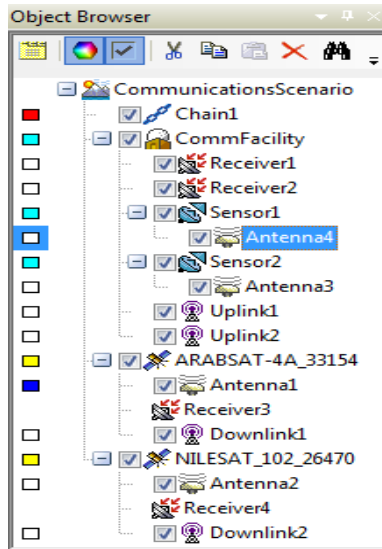 Object Browser
CommunicationsScenario
Chain1
CommFacility
Receiver1
Receiver2
Sensor1
Antenna4
Sensor2
Antenna3
Uplink1
Uplink2
ARABSAT-4A_33154
Antenna1
Receiver3
Downlink1
NILESAT_102_26470
Antenna2
Receiver4
Downlink2